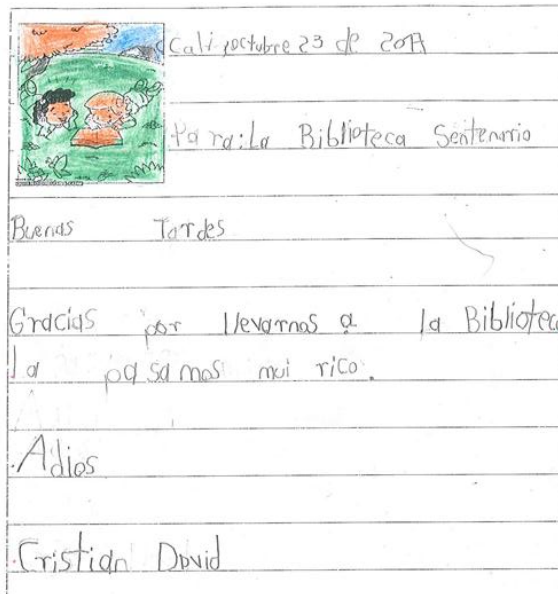 Cali, octubre 23 de 2017
Para: La Biblioteca Sentenario
Buenas Tardes
Gracias por llevarnos a la Biblioteca
la pasamos mui rico.
Adios
Cristian David